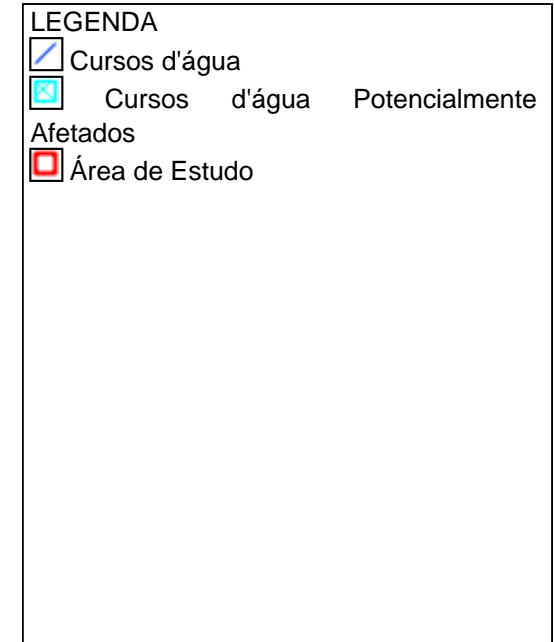 LEGENDA
Cursos d'água
Cursos d'água Potencialmente
Afetados
Área de Estudo